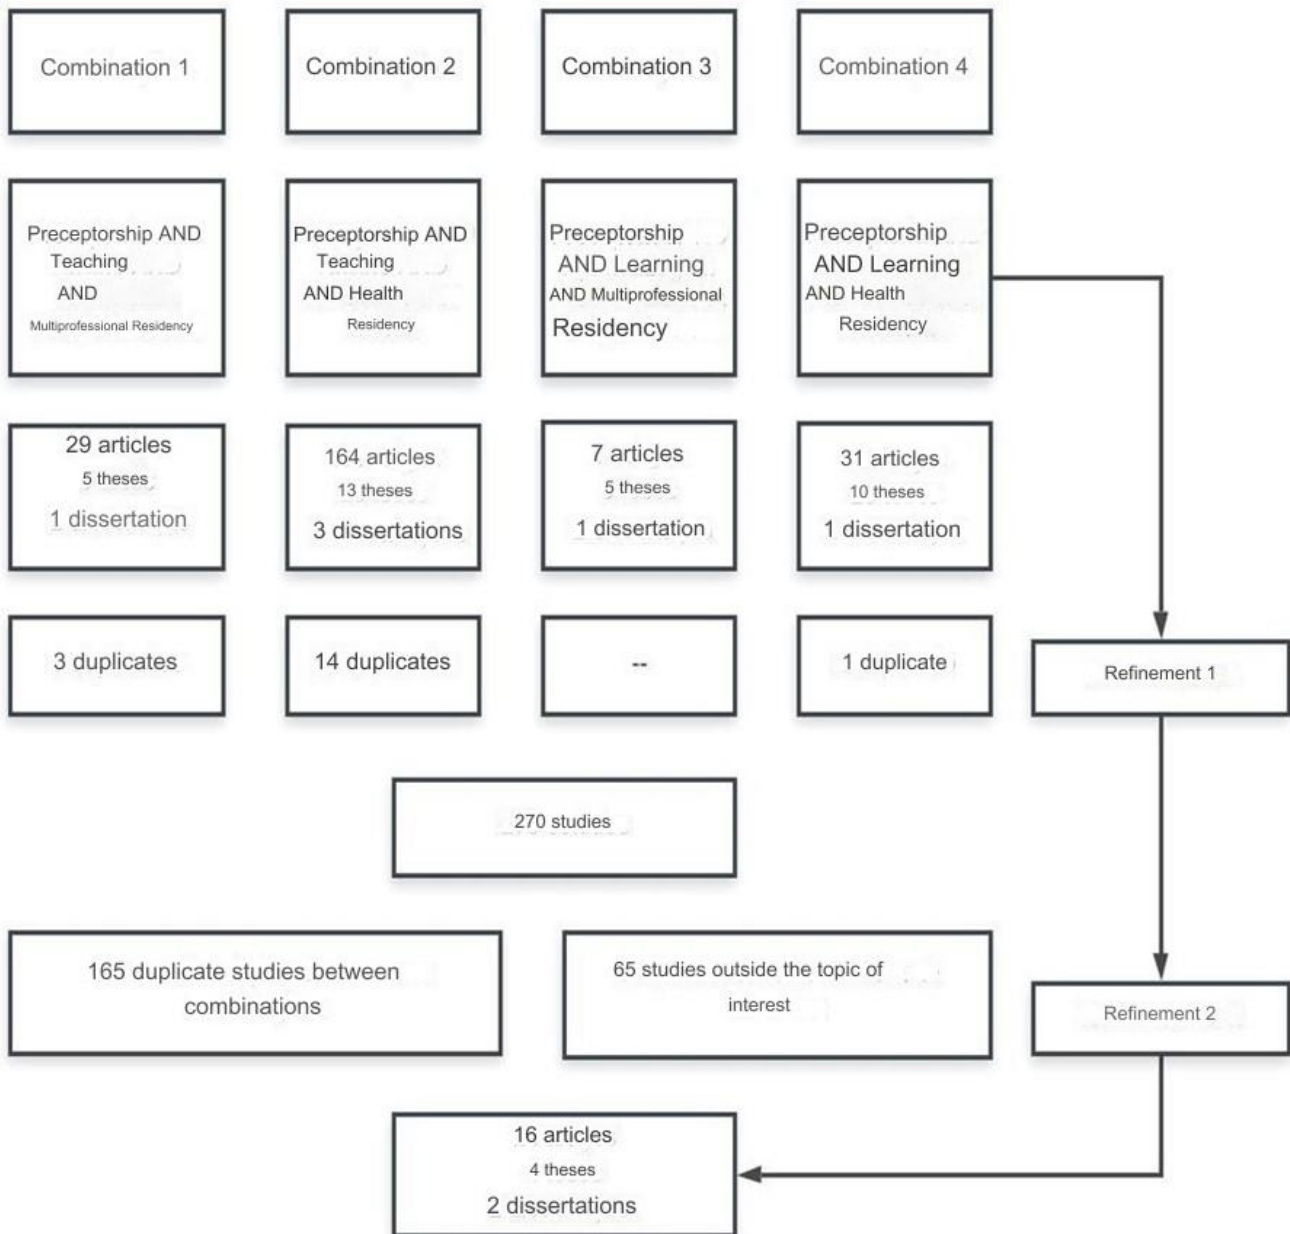 Combination 1
Combination 2
Combination 3
Combination 4
Preceptorship AND
Teaching
AND
Multiprofessional Residency
Preceptorship AND
Teaching
AND Health
Residency
Preceptorship
AND Learning
AND Multiprofessional
Residency
Preceptorship
AND Learning
AND Health
Residency
29 articles
5 theses
1 dissertation
164 articles
13 theses
3 dissertations
7 articles
5 theses
1 dissertation
31 articles
10 theses
1 dissertation
3 duplicates
14 duplicates
--
1 duplicate
Refinement 1
270 studies
165 duplicate studies between
combinations
65 studies outside the topic of
interest
Refinement 2
16 articles
4 theses
2 dissertations